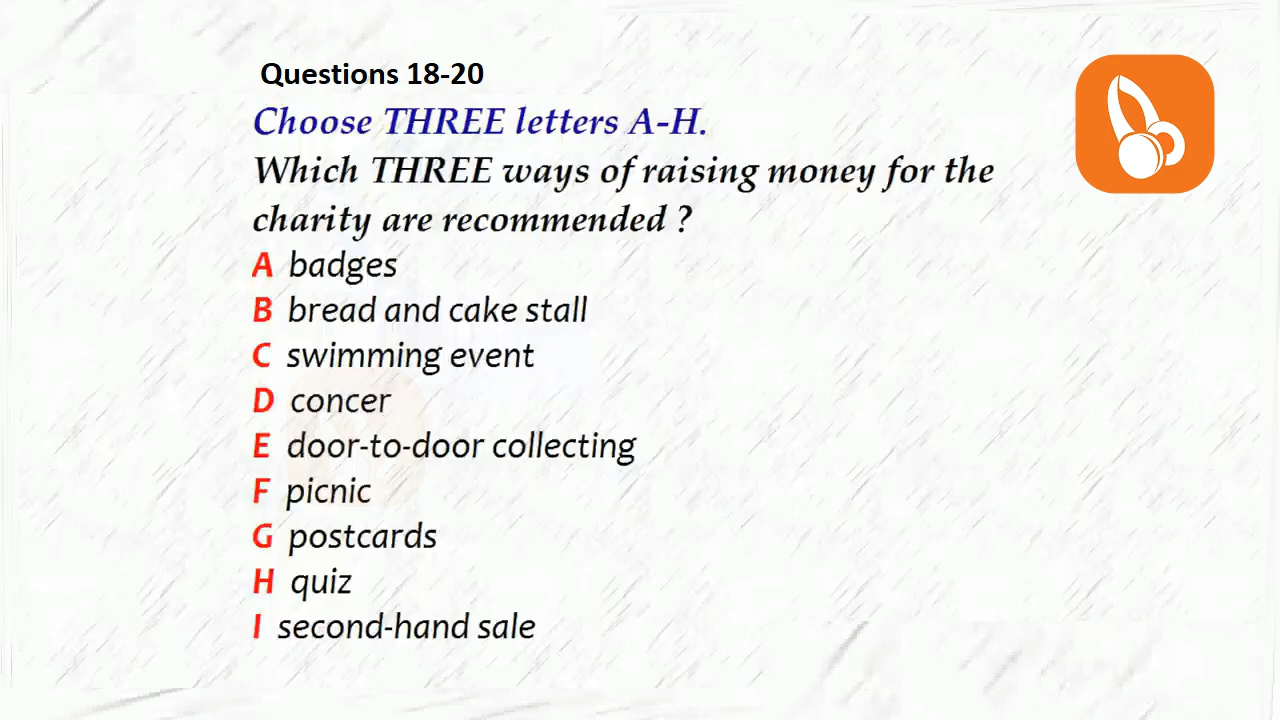 Questions 18-20
Choose THREE letters A-H.
Which THREE ways of raising money for the
charity are recommended ?
A badges
B bread and cake stall
C swimming event
D concer
E door-to-door collecting
F picnic
G postcards
H quiz
I second-hand sale